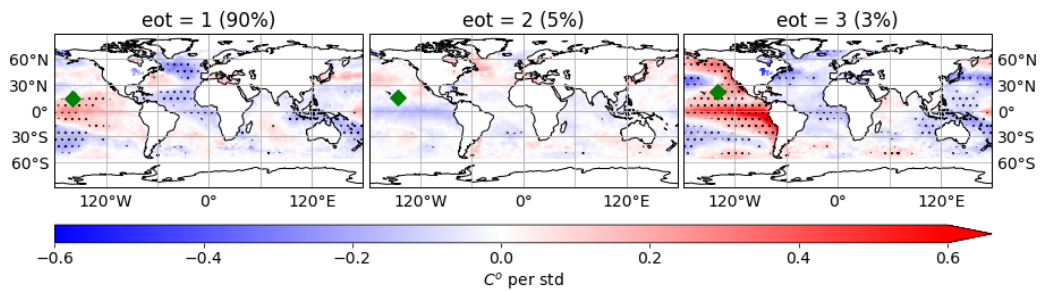 eot = 1 (90%) eot = 2 (5%) eot = 3 (3%)
60°N 60°N
30°N 30°N
0° 0°
30°S 30°S
60°S 60°S
120°W 0° 120°E 120°W 0° 120°E 120°W 0° 120°E
−0.6 −0.4 −0.2 0.0 0.2 0.4 0.6
C° per std